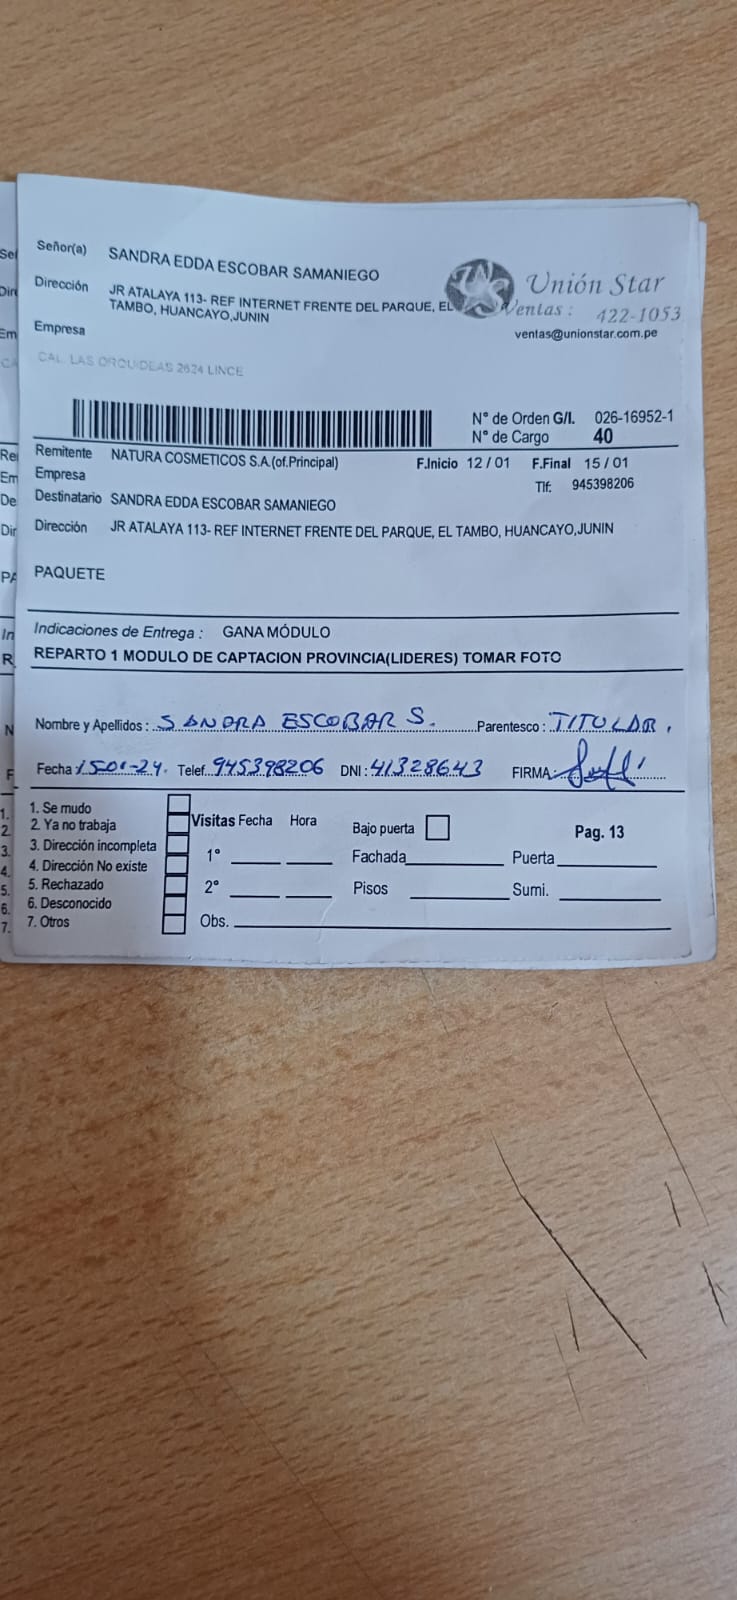 Señor(a) SANDRA EDDA ESCOBAR SAMANIEGO
Dirección JR ATALAYA 113- REF INTERNET FRENTE DEL PARQUE, EL
TAMBO, HUANCAYO,JUNIN
Empresa
CAL. LAS ORQUIDEAS 2624 LINCE
Unión Star
Ventas : 422-1053
ventas@unionstar.com.pe
N° de Orden G/I. 026-16952-1
N° de Cargo 40
Remitente NATURA COSMETICOS S.A.(of.Principal) F.Inicio 12 / 01 F.Final 15 / 01
Empresa Tlf: 945398206
Destinatario SANDRA EDDA ESCOBAR SAMANIEGO
Dirección JR ATALAYA 113- REF INTERNET FRENTE DEL PARQUE, EL TAMBO, HUANCAYO,JUNIN
PAQUETE
Indicaciones de Entrega : GANA MÓDULO
REPARTO 1 MODULO DE CAPTACION PROVINCIA(LIDERES) TOMAR FOTO
Nombre y Apellidos : SANDRA ESCOBAR S. Parentesco : TITULAR.
Fecha 15-01-24. Telef. 945398206 DNI : 41328643 FIRMA:
1. Se mudo
2. Ya no trabaja
3. Dirección incompleta
4. Dirección No existe
5. Rechazado
6. Desconocido
7. Otros
Visitas Fecha Hora Bajo puerta Pag. 13
1° Fachada Puerta
2° Pisos Sumi.
Obs.